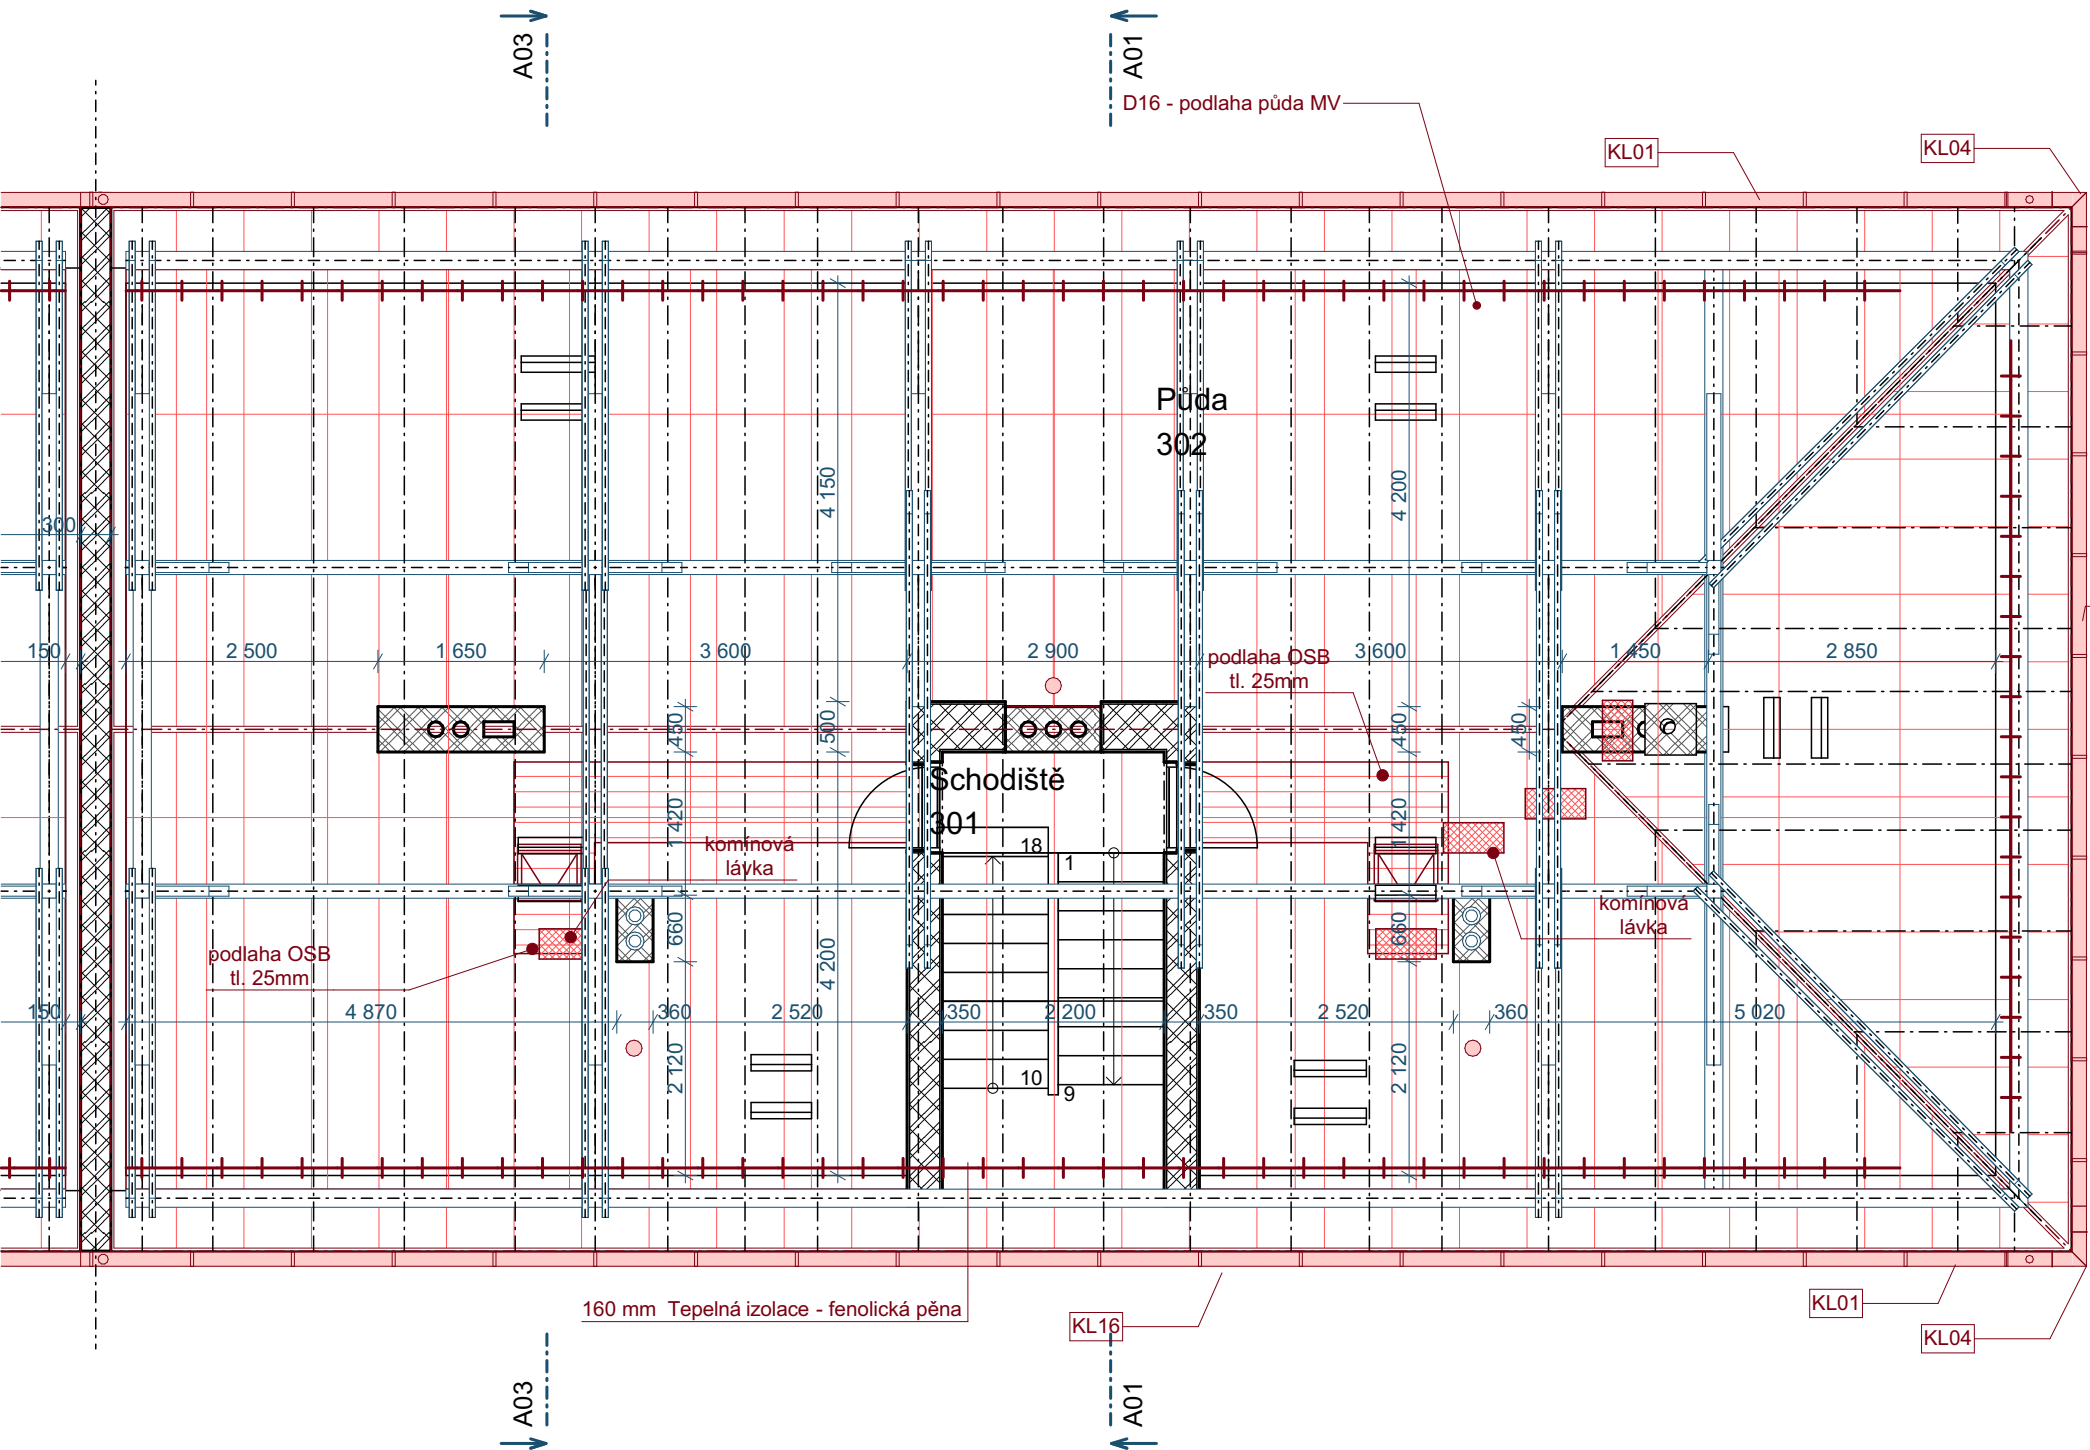 A03
A01
D16 - podlaha půda MV
KL01
KL04
Půda
302
4 150
4 200
300
150
2 500
1 650
3 600
2 900
3 600
1 450
2 850
podlaha OSB
tl. 25mm
450
500
450
450
Schodiště
301
1 420
1 420
komínová
lávka
18
1
komínová
lávka
660
660
podlaha OSB
tl. 25mm
4 200
150
4 870
360
2 520
350
2 200
350
2 520
360
5 020
2 120
2 120
10
9
160 mm  Tepelná izolace - fenolická pěna
KL16
KL01
KL04
A03
A01